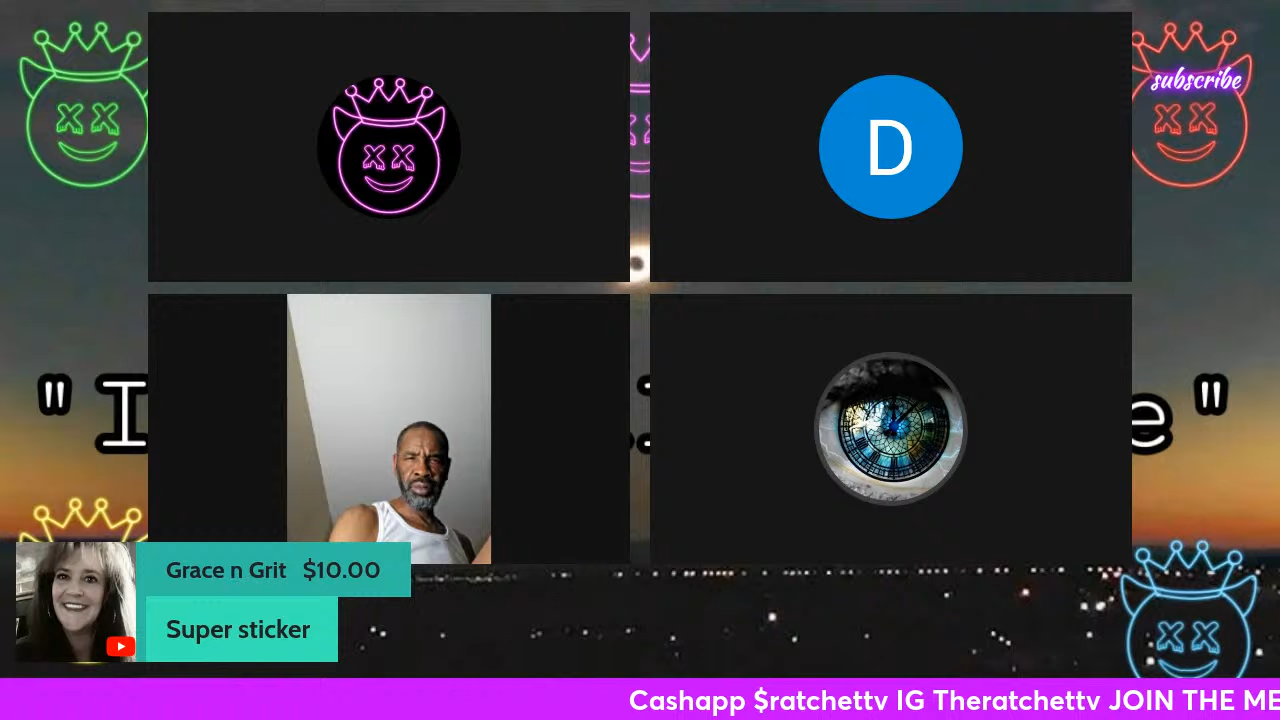 subscribe
D
"I
e"
Grace n Grit $10.00
Super sticker
Cashapp $ratchettv IG Theratchettv JOIN THE ME